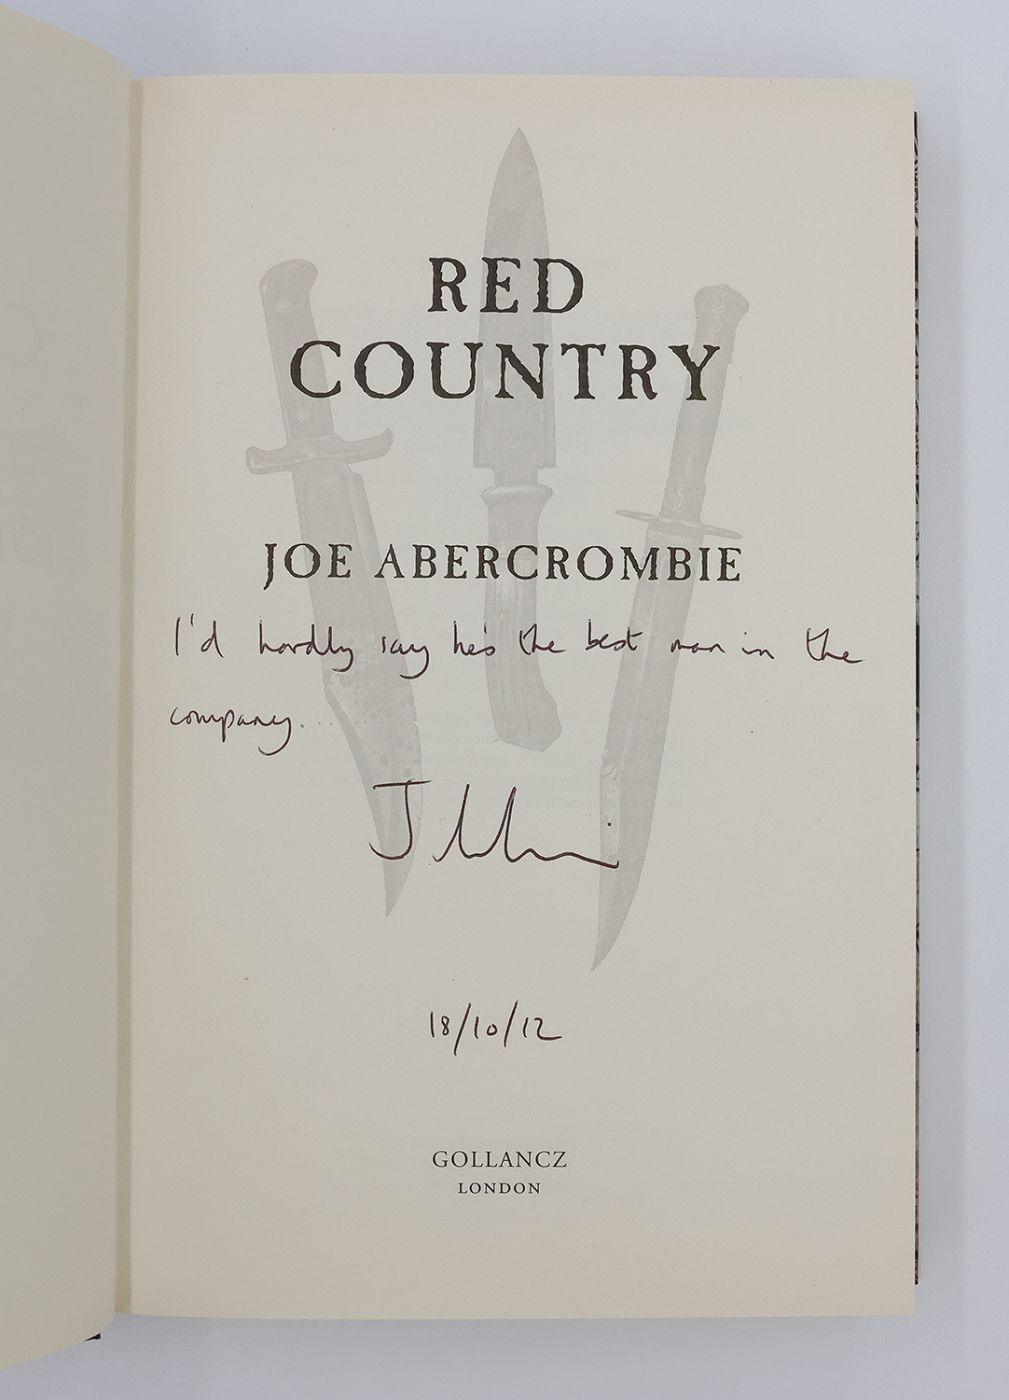 RED
COUNTRY
JOE ABERCROMBIE
I'd hardly say he's the best man in the
company...
18/10/12
GOLLANCZ
LONDON